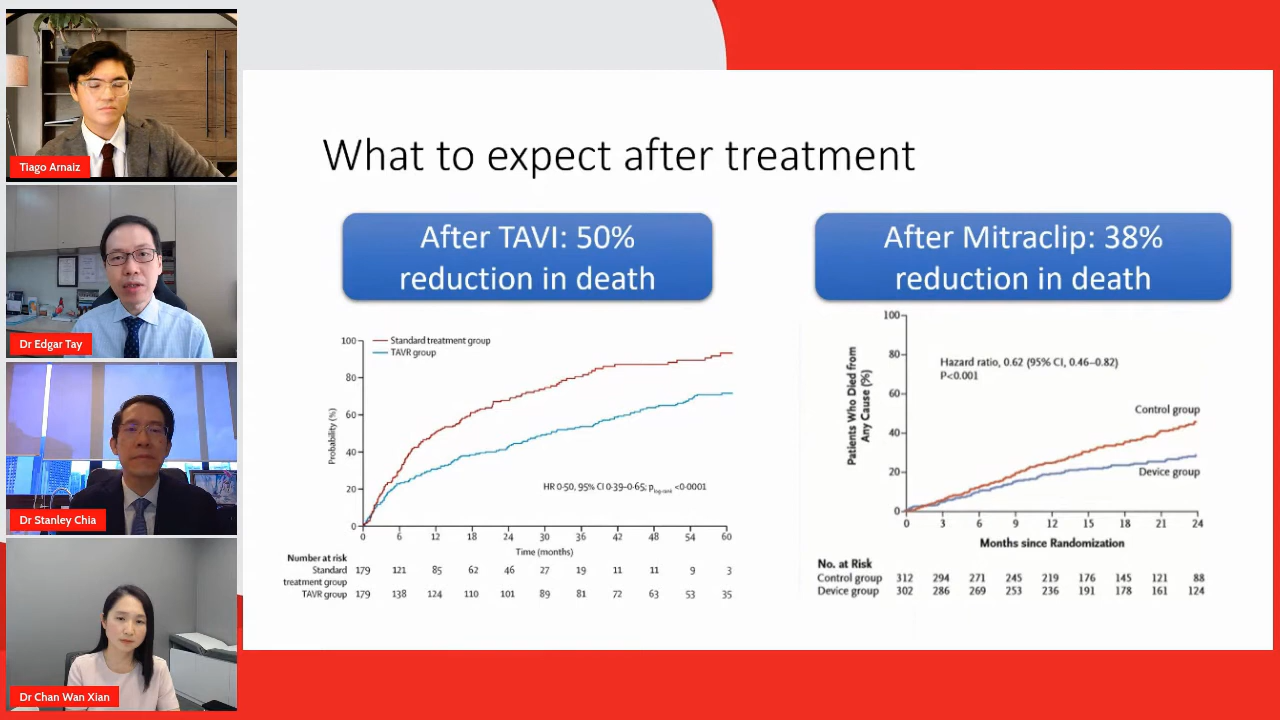 Tiago Arnaiz
Dr Edgar Tay
Dr Stanley Chia
Dr Chan Wan Xian
What to expect after treatment
After TAVI: 50%
reduction in death
After Mitraclip: 38%
reduction in death
Standard treatment group
TAVR group
Probability (%)
100
80
60
40
20
0
HR 0·50, 95% CI 0·39–0·65; plog-rank <0·0001
0 6 12 18 24 30 36 42 48 54 60
Time (months)
Number at risk
Standard 179 121 85 62 46 27 19 11 11 9 3
treatment group
TAVR group 179 138 124 110 101 89 81 72 63 53 35
Patients Who Died from
Any Cause (%)
100
80
60
40
20
0
Hazard ratio, 0.62 (95% CI, 0.46–0.82)
P<0.001
Control group
Device group
0 3 6 9 12 15 18 21 24
Months since Randomization
No. at Risk
Control group 312 294 271 245 219 176 145 121 88
Device group 302 286 269 253 236 191 178 161 124